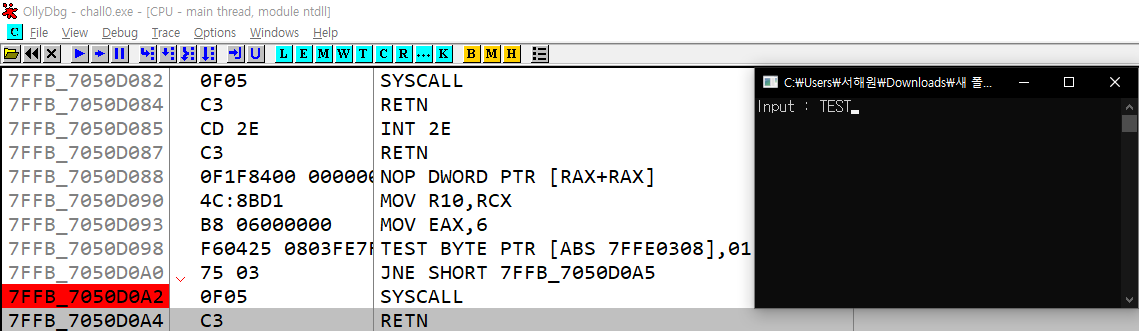 OllyDbg - chall0.exe - [CPU - main thread, module ntdll]
C File View Debug Trace Options Windows Help
L E M W T C R ... K B M H
7FFB_7050D082 0F05 SYSCALL
7FFB_7050D084 C3 RETN
7FFB_7050D085 CD 2E INT 2E
7FFB_7050D087 C3 RETN
7FFB_7050D088 0F1F8400 000000 NOP DWORD PTR [RAX+RAX]
7FFB_7050D090 4C:8BD1 MOV R10,RCX
7FFB_7050D093 B8 06000000 MOV EAX,6
7FFB_7050D098 F60425 0803FE7F TEST BYTE PTR [ABS 7FFE0308],01
7FFB_7050D0A0 75 03 JNE SHORT 7FFB_7050D0A5
7FFB_7050D0A2 0F05 SYSCALL
7FFB_7050D0A4 C3 RETN
C:₩Users₩서해원₩Downloads₩새 폴...
Input : TEST